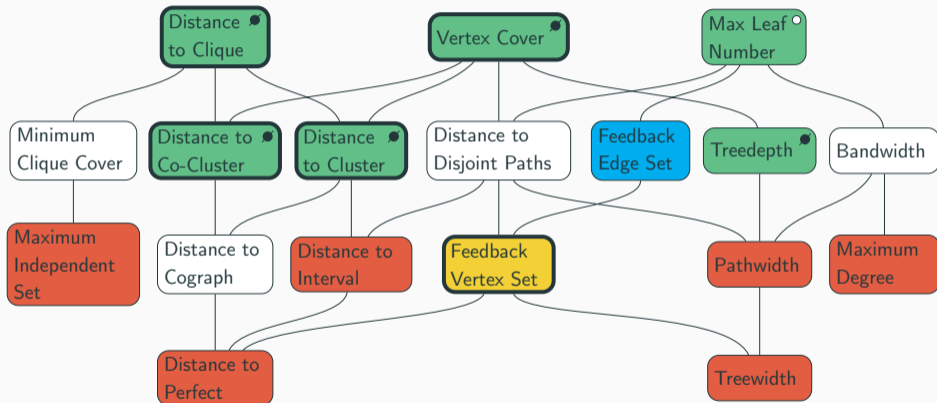 Distance
to Clique
Vertex Cover
Max Leaf
Number
Minimum
Clique Cover
Distance to
Co-Cluster
Distance
to Cluster
Distance to
Disjoint Paths
Feedback
Edge Set
Treedepth
Bandwidth
Maximum
Independent
Set
Distance to
Cograph
Distance to
Interval
Feedback
Vertex Set
Pathwidth
Maximum
Degree
Distance to
Perfect
Treewidth